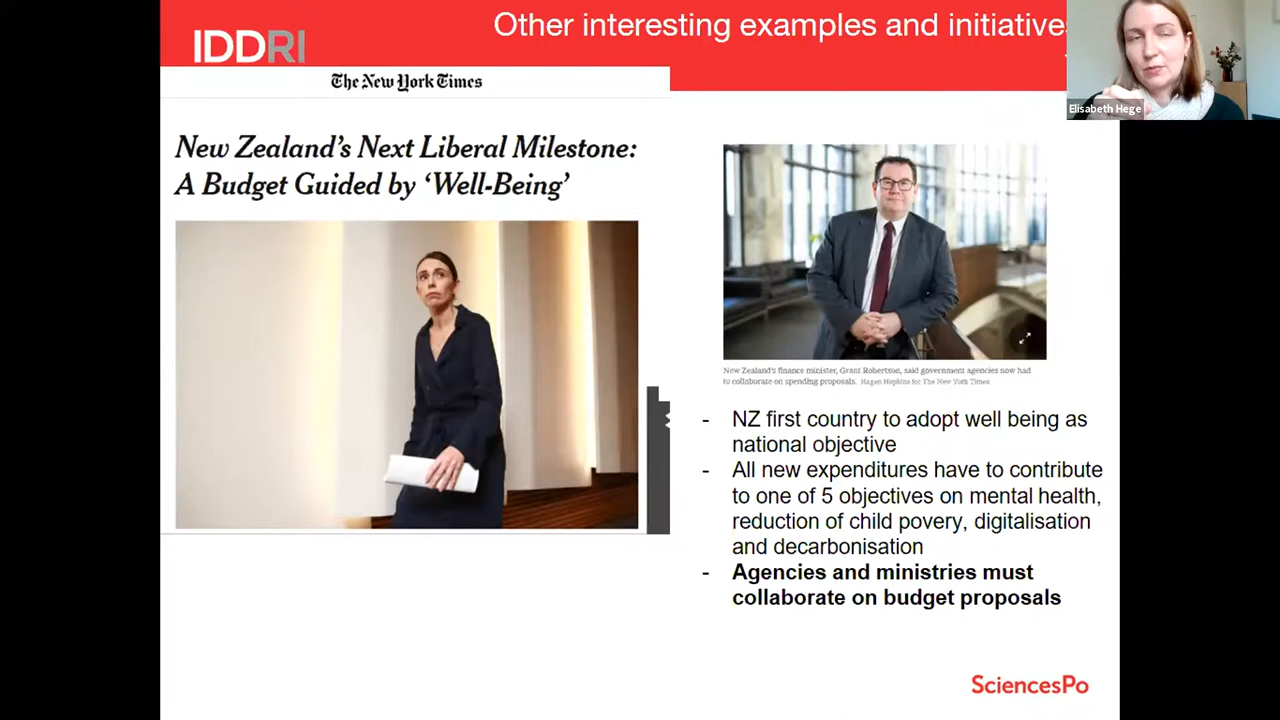 IDDRI
Other interesting examples and initiatives
Elisabeth Hege
The New York Times
New Zealand's Next Liberal Milestone:
A Budget Guided by 'Well-Being'
New Zealand's finance minister, Grant Robertson, said government agencies now had
to collaborate on spending proposals. Hagen Hopkins for The New York Times
- NZ first country to adopt well being as
national objective
- All new expenditures have to contribute
to one of 5 objectives on mental health,
reduction of child povery, digitalisation
and decarbonisation
- Agencies and ministries must
collaborate on budget proposals
SciencesPo